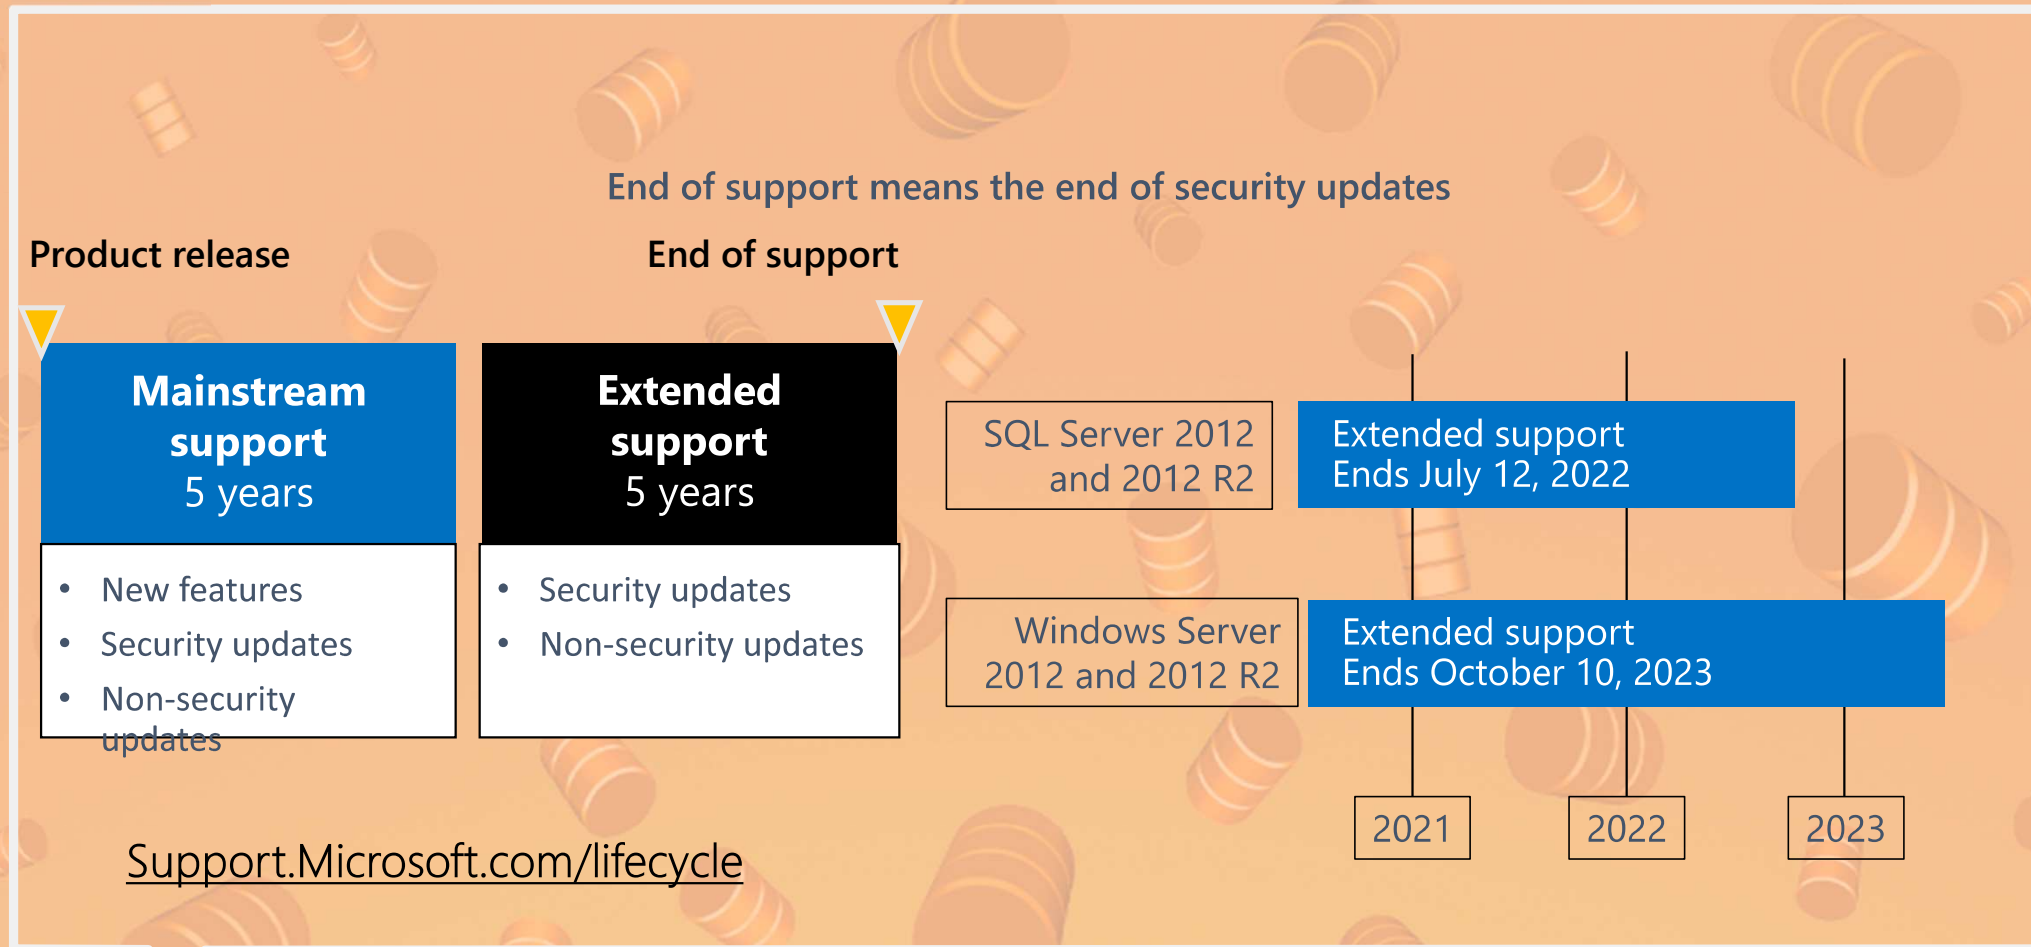 End of support means the end of security updates
Product release
End of support
Mainstream
support
5 years
• New features
• Security updates
• Non-security
updates
Extended
support
5 years
• Security updates
• Non-security updates
SQL Server 2012
and 2012 R2
Extended support
Ends July 12, 2022
Windows Server
2012 and 2012 R2
Extended support
Ends October 10, 2023
2021
2022
2023
Support.Microsoft.com/lifecycle